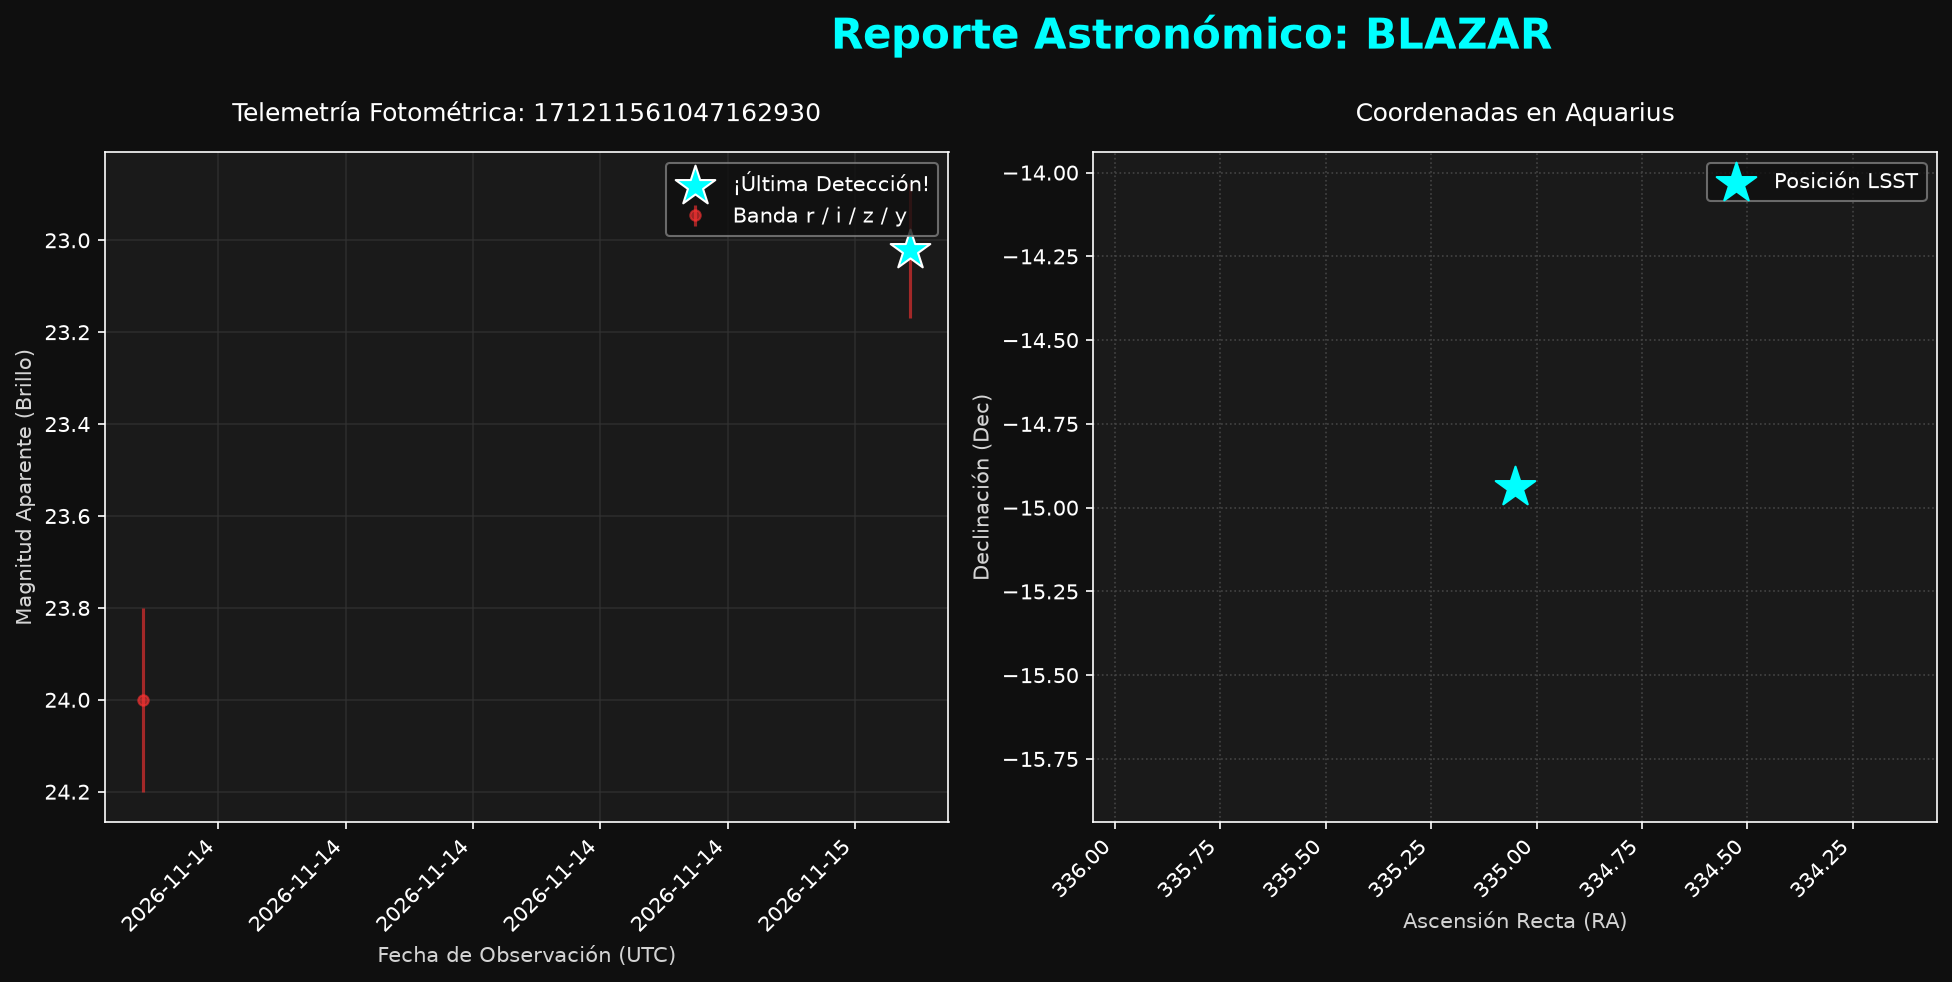 Reporte Astronómico: BLAZAR
Telemetría Fotométrica: 171211561047162930
¡Última Detección!
Banda r / i / z / y
Magnitud Aparente (Brillo)
23.0
23.2
23.4
23.6
23.8
24.0
24.2
2026-11-14
2026-11-14
2026-11-14
2026-11-14
2026-11-14
2026-11-15
Fecha de Observación (UTC)
Coordenadas en Aquarius
Posición LSST
Declinación (Dec)
−14.00
−14.25
−14.50
−14.75
−15.00
−15.25
−15.50
−15.75
336.00
335.75
335.50
335.25
335.00
334.75
334.50
334.25
Ascensión Recta (RA)